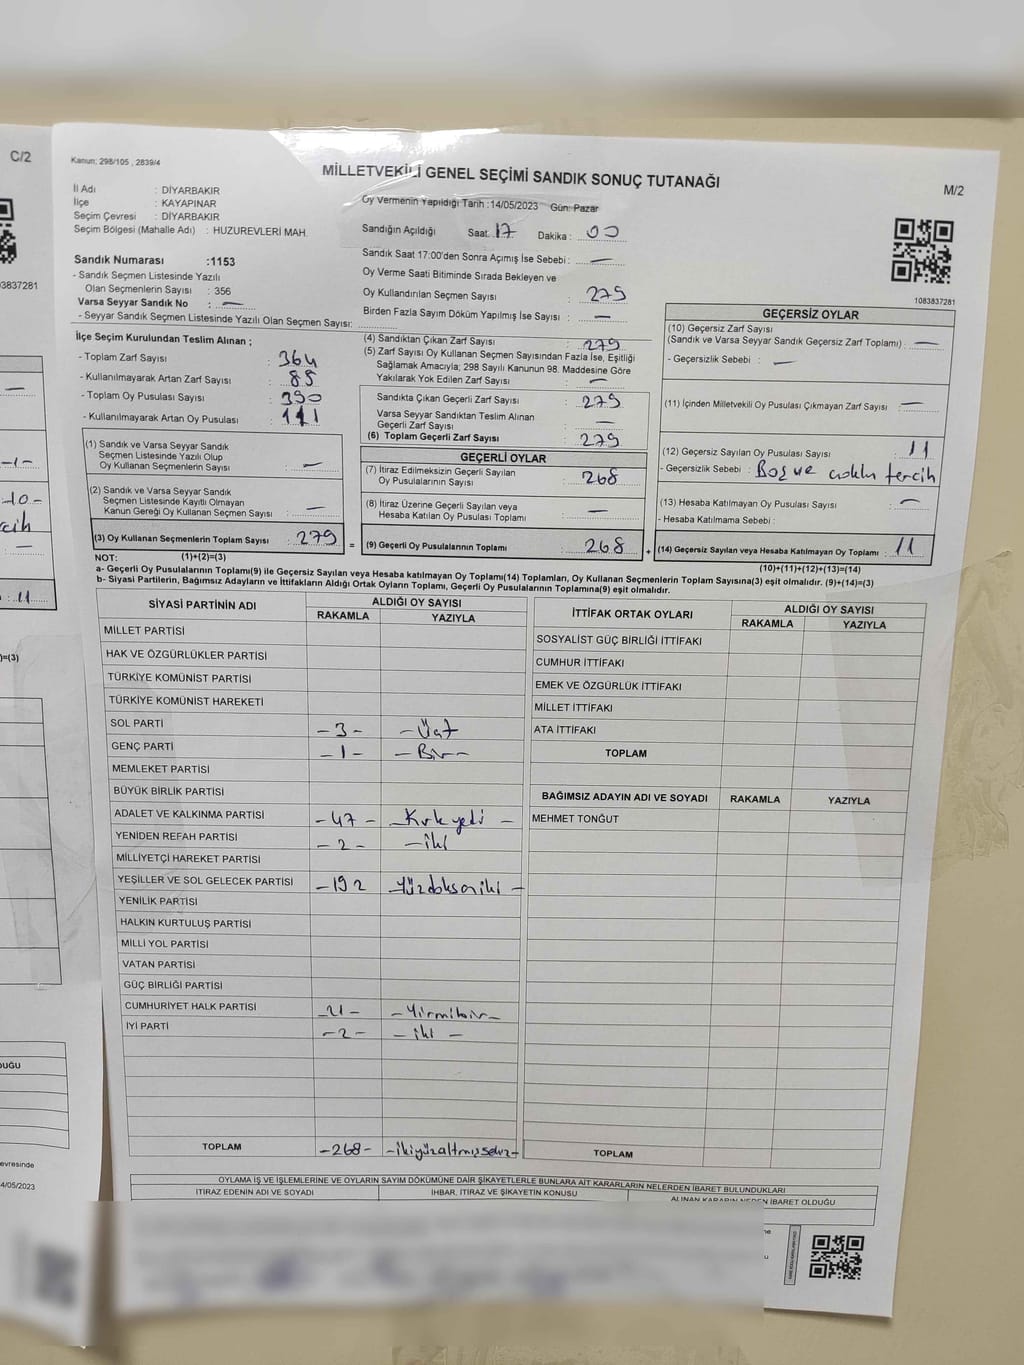 C/2
Kanun; 298/105 , 2839/4
MİLLETVEKİLİ GENEL SEÇİMİ SANDIK SONUÇ TUTANAĞI
M/2
İl Adı : DİYARBAKIR
İlçe : KAYAPINAR
Seçim Çevresi : DİYARBAKIR
Seçim Bölgesi (Mahalle Adı) : HUZUREVLERİ MAH.
Oy Vermenin Yapıldığı Tarih :14/05/2023 Gün: Pazar
Sandığın Açıldığı Saat: 17 Dakika : 00
Sandık Saat 17:00'den Sonra Açımış İse Sebebi : —
Oy Verme Saati Bitiminde Sırada Bekleyen ve
Oy Kullandırılan Seçmen Sayısı : 279
Birden Fazla Sayım Döküm Yapılmış İse Sayısı : —
Sandık Numarası :1153
- Sandık Seçmen Listesinde Yazılı
Olan Seçmenlerin Sayısı : 356
Varsa Seyyar Sandık No : —
- Seyyar Sandık Seçmen Listesinde Yazılı Olan Seçmen Sayısı:
1083837281
İlçe Seçim Kurulundan Teslim Alınan ;
- Toplam Zarf Sayısı : 364
- Kullanılmayarak Artan Zarf Sayısı : 85
- Toplam Oy Pusulası Sayısı : 390
- Kullanılmayarak Artan Oy Pusulası : 111
(1) Sandık ve Varsa Seyyar Sandık
Seçmen Listesinde Yazılı Olup
Oy Kullanan Seçmenlerin Sayısı : —
(2) Sandık ve Varsa Seyyar Sandık
Seçmen Listesinde Kayıtlı Olmayan
Kanun Gereği Oy Kullanan Seçmen Sayısı : —
(3) Oy Kullanan Seçmenlerin Toplam Sayısı : 279
(1)+(2)=(3)
(4) Sandıktan Çıkan Zarf Sayısı : 279
(5) Zarf Sayısı Oy Kullanan Seçmen Sayısından Fazla İse, Eşitliği
Sağlamak Amacıyla; 298 Sayılı Kanunun 98. Maddesine Göre
Yakılarak Yok Edilen Zarf Sayısı : —
Sandıkta Çıkan Geçerli Zarf Sayısı : 279
Varsa Seyyar Sandıktan Teslim Alınan
Geçerli Zarf Sayısı : —
(6) Toplam Geçerli Zarf Sayısı : 279
GEÇERLİ OYLAR
(7) İtiraz Edilmeksizin Geçerli Sayılan
Oy Pusulalarının Sayısı : 268
(8) İtiraz Üzerine Geçerli Sayılan veya
Hesaba Katılan Oy Pusulası Toplamı : —
= (9) Geçerli Oy Pusulalarının Toplamı : 268 +
GEÇERSİZ OYLAR
(10) Geçersiz Zarf Sayısı
(Sandık ve Varsa Seyyar Sandık Geçersiz Zarf Toplamı) : —
- Geçersizlik Sebebi : —
(11) İçinden Milletvekili Oy Pusulası Çıkmayan Zarf Sayısı : —
(12) Geçersiz Sayılan Oy Pusulası Sayısı : 11
- Geçersizlik Sebebi : Boş ve çoklu tercih
(13) Hesaba Katılmayan Oy Pusulası Sayısı : —
- Hesaba Katılmama Sebebi :
(14) Geçersiz Sayılan veya Hesaba Katılmayan Oy Toplamı : 11
(10)+(11)+(12)+(13)=(14)
NOT:
a- Geçerli Oy Pusulalarının Toplamı(9) ile Geçersiz Sayılan veya Hesaba katılmayan Oy Toplamı(14) Toplamları, Oy Kullanan Seçmenlerin Toplam Sayısına(3) eşit olmalıdır. (9)+(14)=(3)
b- Siyasi Partilerin, Bağımsız Adayların ve İttifakların Aldığı Ortak Oyların Toplamı, Geçerli Oy Pusulalarının Toplamına(9) eşit olmalıdır.
SİYASİ PARTİNİN ADI ALDIĞI OY SAYISI
RAKAMLA YAZIYLA
MİLLET PARTİSİ
HAK VE ÖZGÜRLÜKLER PARTİSİ
TÜRKİYE KOMÜNİST PARTİSİ
TÜRKİYE KOMÜNİST HAREKETİ
SOL PARTİ -3- -Üç
GENÇ PARTİ -1- -Bir-
MEMLEKET PARTİSİ
BÜYÜK BİRLİK PARTİSİ
ADALET VE KALKINMA PARTİSİ -47- -Kırkyedi-
YENİDEN REFAH PARTİSİ -2- -iki
MİLLİYETÇİ HAREKET PARTİSİ
YEŞİLLER VE SOL GELECEK PARTİSİ -192 Yüzdoksaniki-
YENİLİK PARTİSİ
HALKIN KURTULUŞ PARTİSİ
MİLLİ YOL PARTİSİ
VATAN PARTİSİ
GÜÇ BİRLİĞİ PARTİSİ
CUMHURİYET HALK PARTİSİ -21- -Yirmibir-
İYİ PARTİ -2- -iki-
TOPLAM -268- -ikiyüzaltmışsekiz-
İTTİFAK ORTAK OYLARI ALDIĞI OY SAYISI
RAKAMLA YAZIYLA
SOSYALİST GÜÇ BİRLİĞİ İTTİFAKI
CUMHUR İTTİFAKI
EMEK VE ÖZGÜRLÜK İTTİFAKI
MİLLET İTTİFAKI
ATA İTTİFAKI
TOPLAM
BAĞIMSIZ ADAYIN ADI VE SOYADI RAKAMLA YAZIYLA
MEHMET TONĞUT
TOPLAM
OYLAMA İŞ VE İŞLEMLERİNE VE OYLARIN SAYIM DÖKÜMÜNE DAİR ŞİKAYETLERLE BUNLARA AİT KARARLARIN NELERDEN İBARET BULUNDUKLARI
İTİRAZ EDENİN ADI VE SOYADI İHBAR, İTİRAZ VE ŞİKAYETİN KONUSU ALINAN KARARIN NEDEN İBARET OLDUĞU